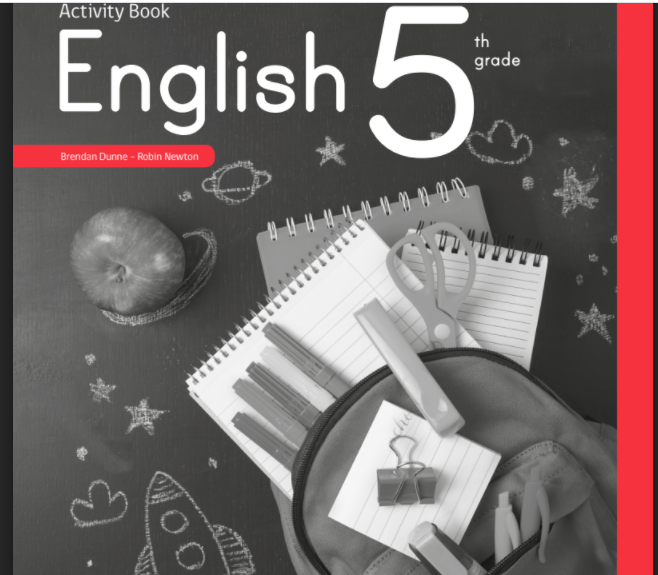 Activity Book
English 5
th
grade
Brendan Dunne – Robin Newton